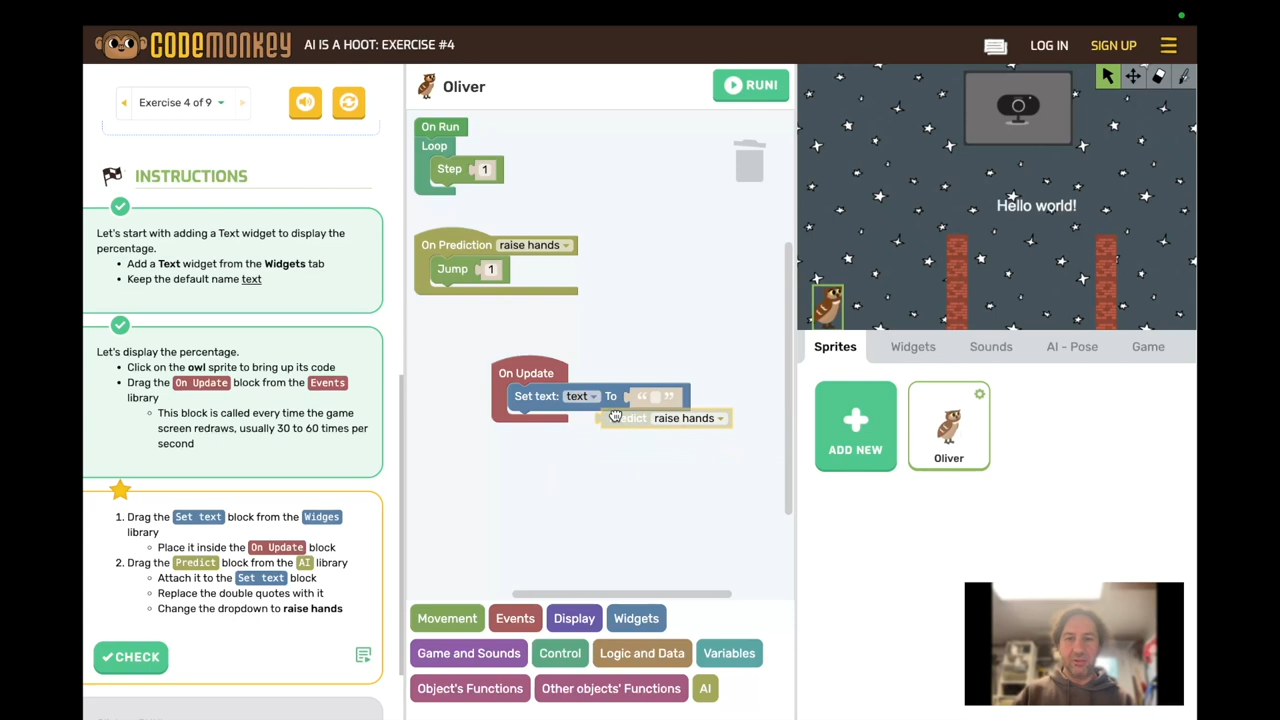 CODEMONKEY
AI IS A HOOT: EXERCISE #4
LOG IN
SIGN UP
Exercise 4 of 9
INSTRUCTIONS
Let's start with adding a Text widget to display the
percentage.
Add a Text widget from the Widgets tab
Keep the default name text
Let's display the percentage.
Click on the owl sprite to bring up its code
Drag the On Update block from the Events
library
This block is called every time the game
screen redraws, usually 30 to 60 times per
second
1. Drag the Set text block from the Widges
library
Place it inside the On Update block
2. Drag the Predict block from the AI library
Attach it to the Set text block
Replace the double quotes with it
Change the dropdown to raise hands
CHECK
Oliver
RUN!
On Run
Loop
Step 1
On Prediction raise hands
Jump 1
On Update
Set text: text To “ ”
raise hands
Movement
Events
Display
Widgets
Game and Sounds
Control
Logic and Data
Variables
Object's Functions
Other objects' Functions
AI
Hello world!
Sprites
Widgets
Sounds
AI - Pose
Game
ADD NEW
Oliver